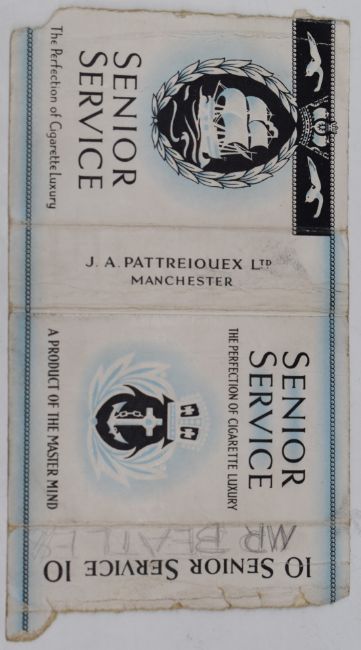 SENIOR
SERVICE
The Perfection of Cigarette Luxury
J. A. PATTREIOUEX LTD
MANCHESTER
SENIOR
SERVICE
THE PERFECTION OF CIGARETTE LUXURY
A PRODUCT OF THE MASTER MIND
MR
10 SENIOR SERVICE 10